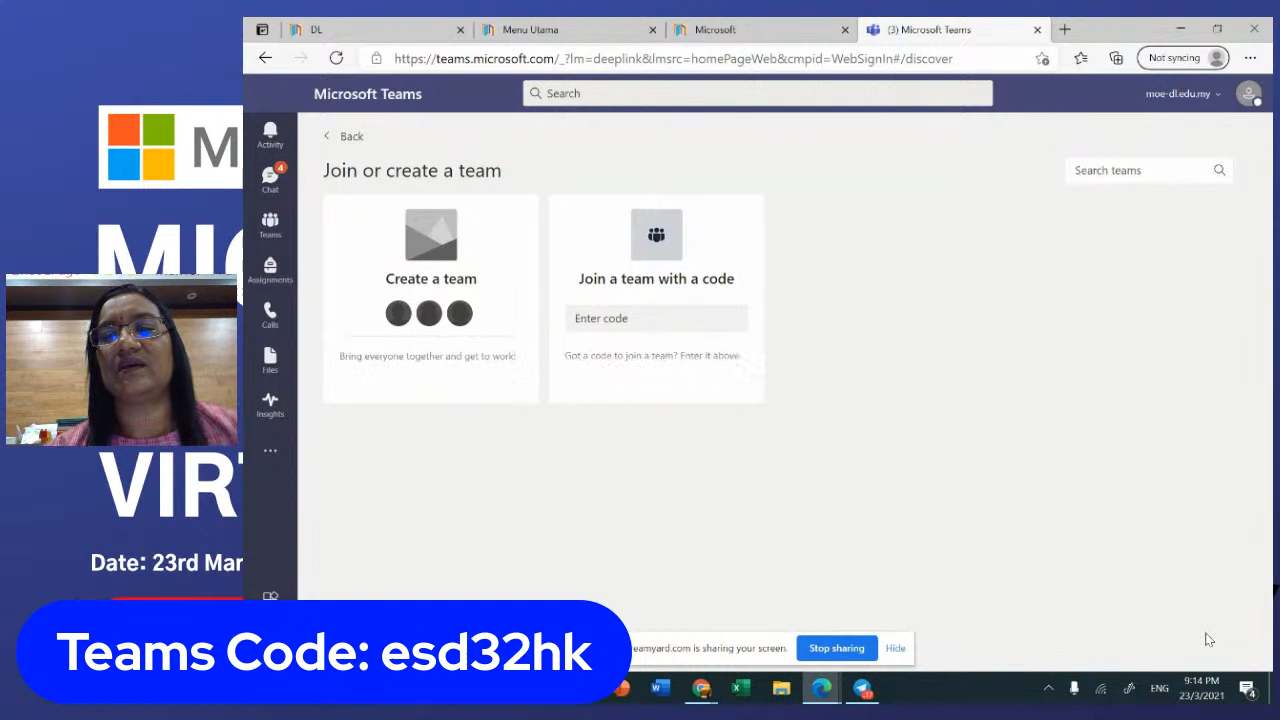 DL
Menu Utama
Microsoft
(3) Microsoft Teams
https://teams.microsoft.com/_?lm=deeplink&lmsrc=homePageWeb&cmpid=WebSignIn#/discover
Not syncing
Microsoft Teams
Search
moe-dl.edu.my
Activity
4
Chat
Teams
Assignments
Calls
Files
Insights
Back
Join or create a team
Search teams
Create a team
Bring everyone together and get to work!
Join a team with a code
Enter code
Got a code to join a team? Enter it above.
M
VIR
Date: 23rd Mar
Teams Code: esd32hk
eamyard.com is sharing your screen.
Stop sharing
Hide
ENG
9:14 PM
23/3/2021
4